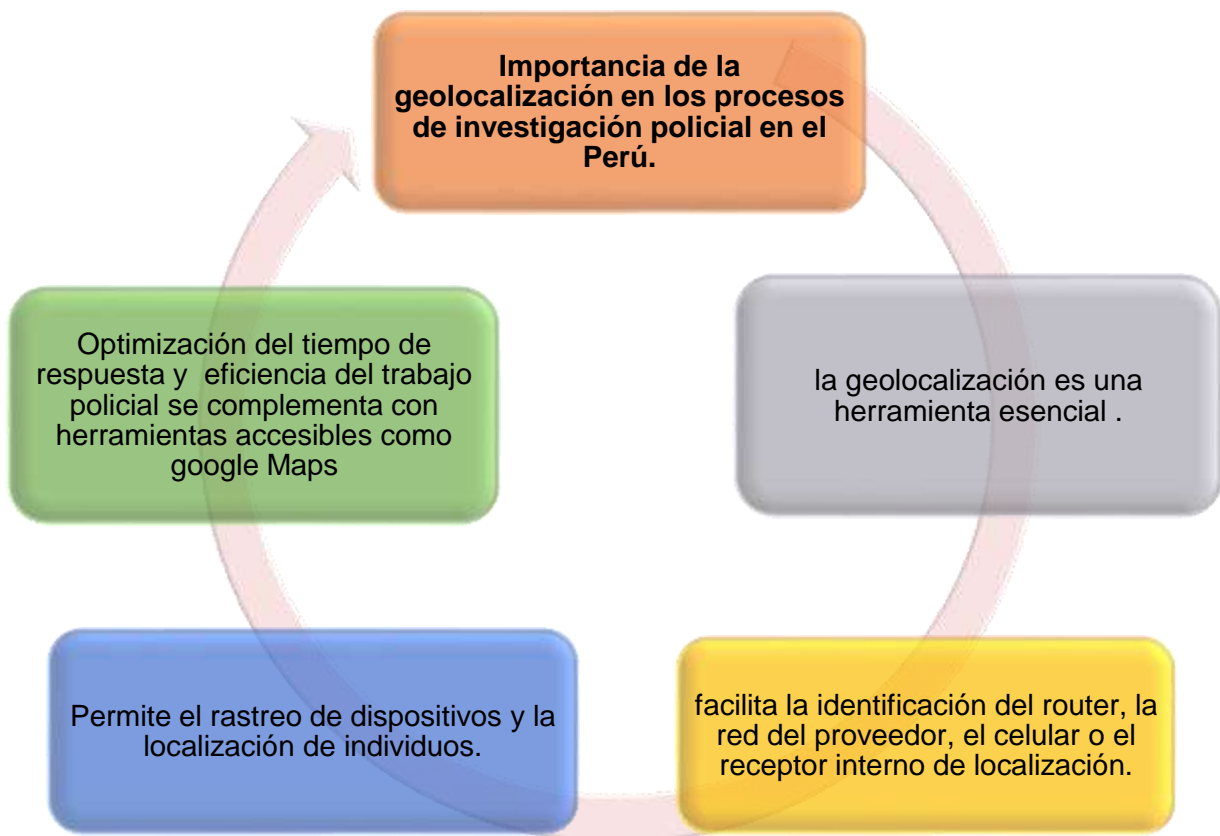 Importancia de la
geolocalización en los procesos
de investigación policial en el
Perú.
la geolocalización es una
herramienta esencial .
facilita la identificación del router, la
red del proveedor, el celular o el
receptor interno de localización.
Permite el rastreo de dispositivos y la
localización de individuos.
Optimización del tiempo de
respuesta y  eficiencia del trabajo
policial se complementa con
herramientas accesibles como
google Maps